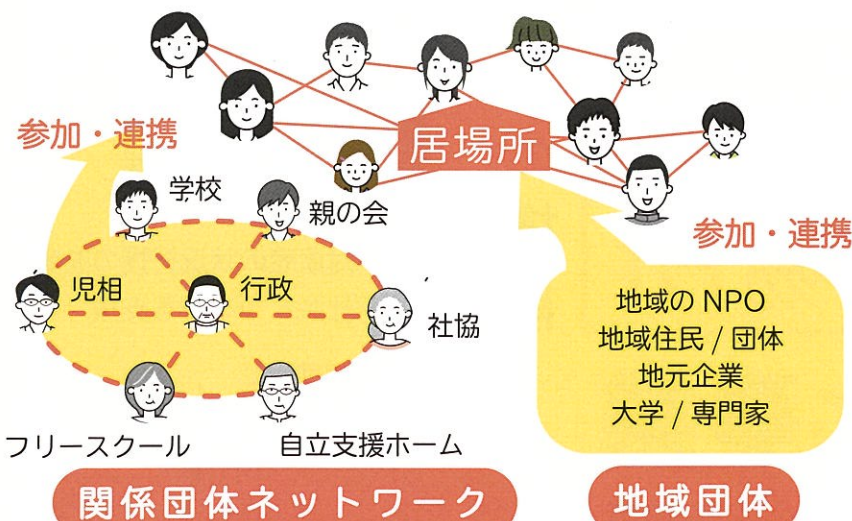 居場所
参加・連携
学校
親の会
児相
行政
社協
フリースクール
自立支援ホーム
関係団体ネットワーク
参加・連携
地域の NPO
地域住民 / 団体
地元企業
大学 / 専門家
地域団体